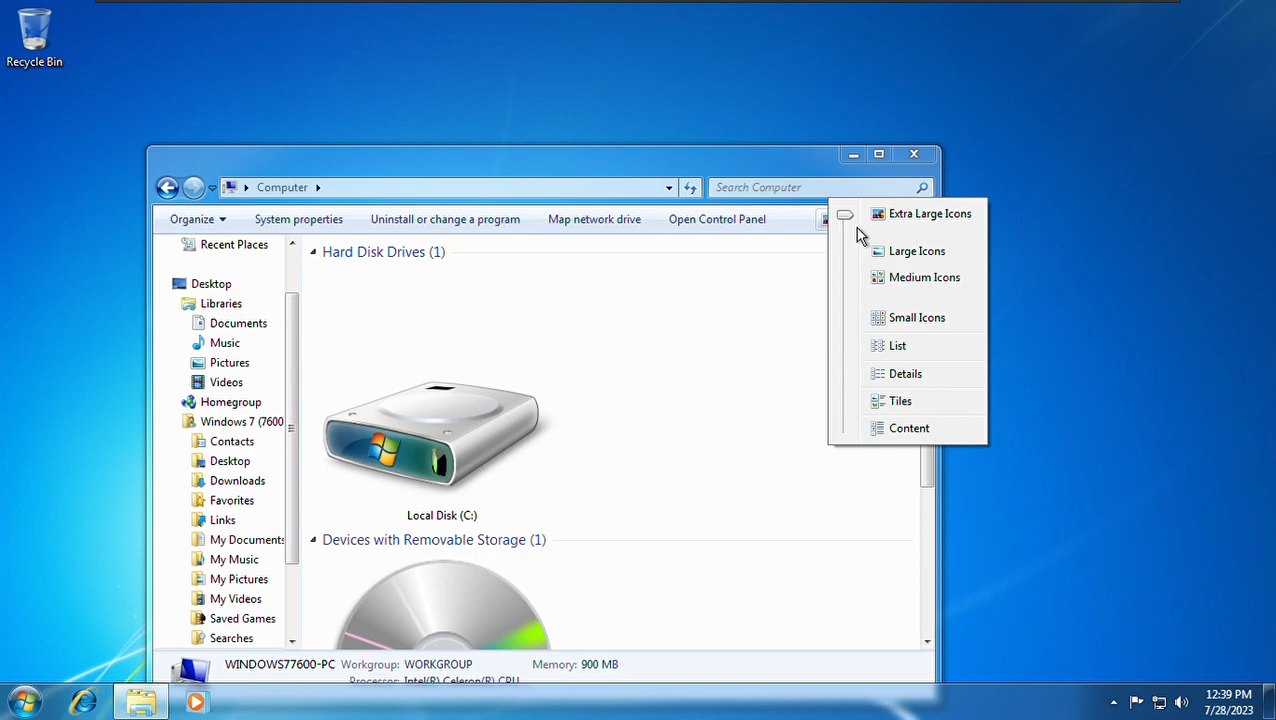 Recycle Bin
Computer
Search Computer
Organize
System properties
Uninstall or change a program
Map network drive
Open Control Panel
Extra Large Icons
Large Icons
Medium Icons
Small Icons
List
Details
Tiles
Content
Recent Places
Desktop
Libraries
Documents
Music
Pictures
Videos
Homegroup
Windows 7 (7600
Contacts
Desktop
Downloads
Favorites
Links
My Documents
My Music
My Pictures
My Videos
Saved Games
Searches
Hard Disk Drives (1)
Local Disk (C:)
Devices with Removable Storage (1)
WINDOWS77600-PC Workgroup: WORKGROUP Memory: 900 MB
Processor: Intel(R) Celeron(R) CPU
12:39 PM
7/28/2023